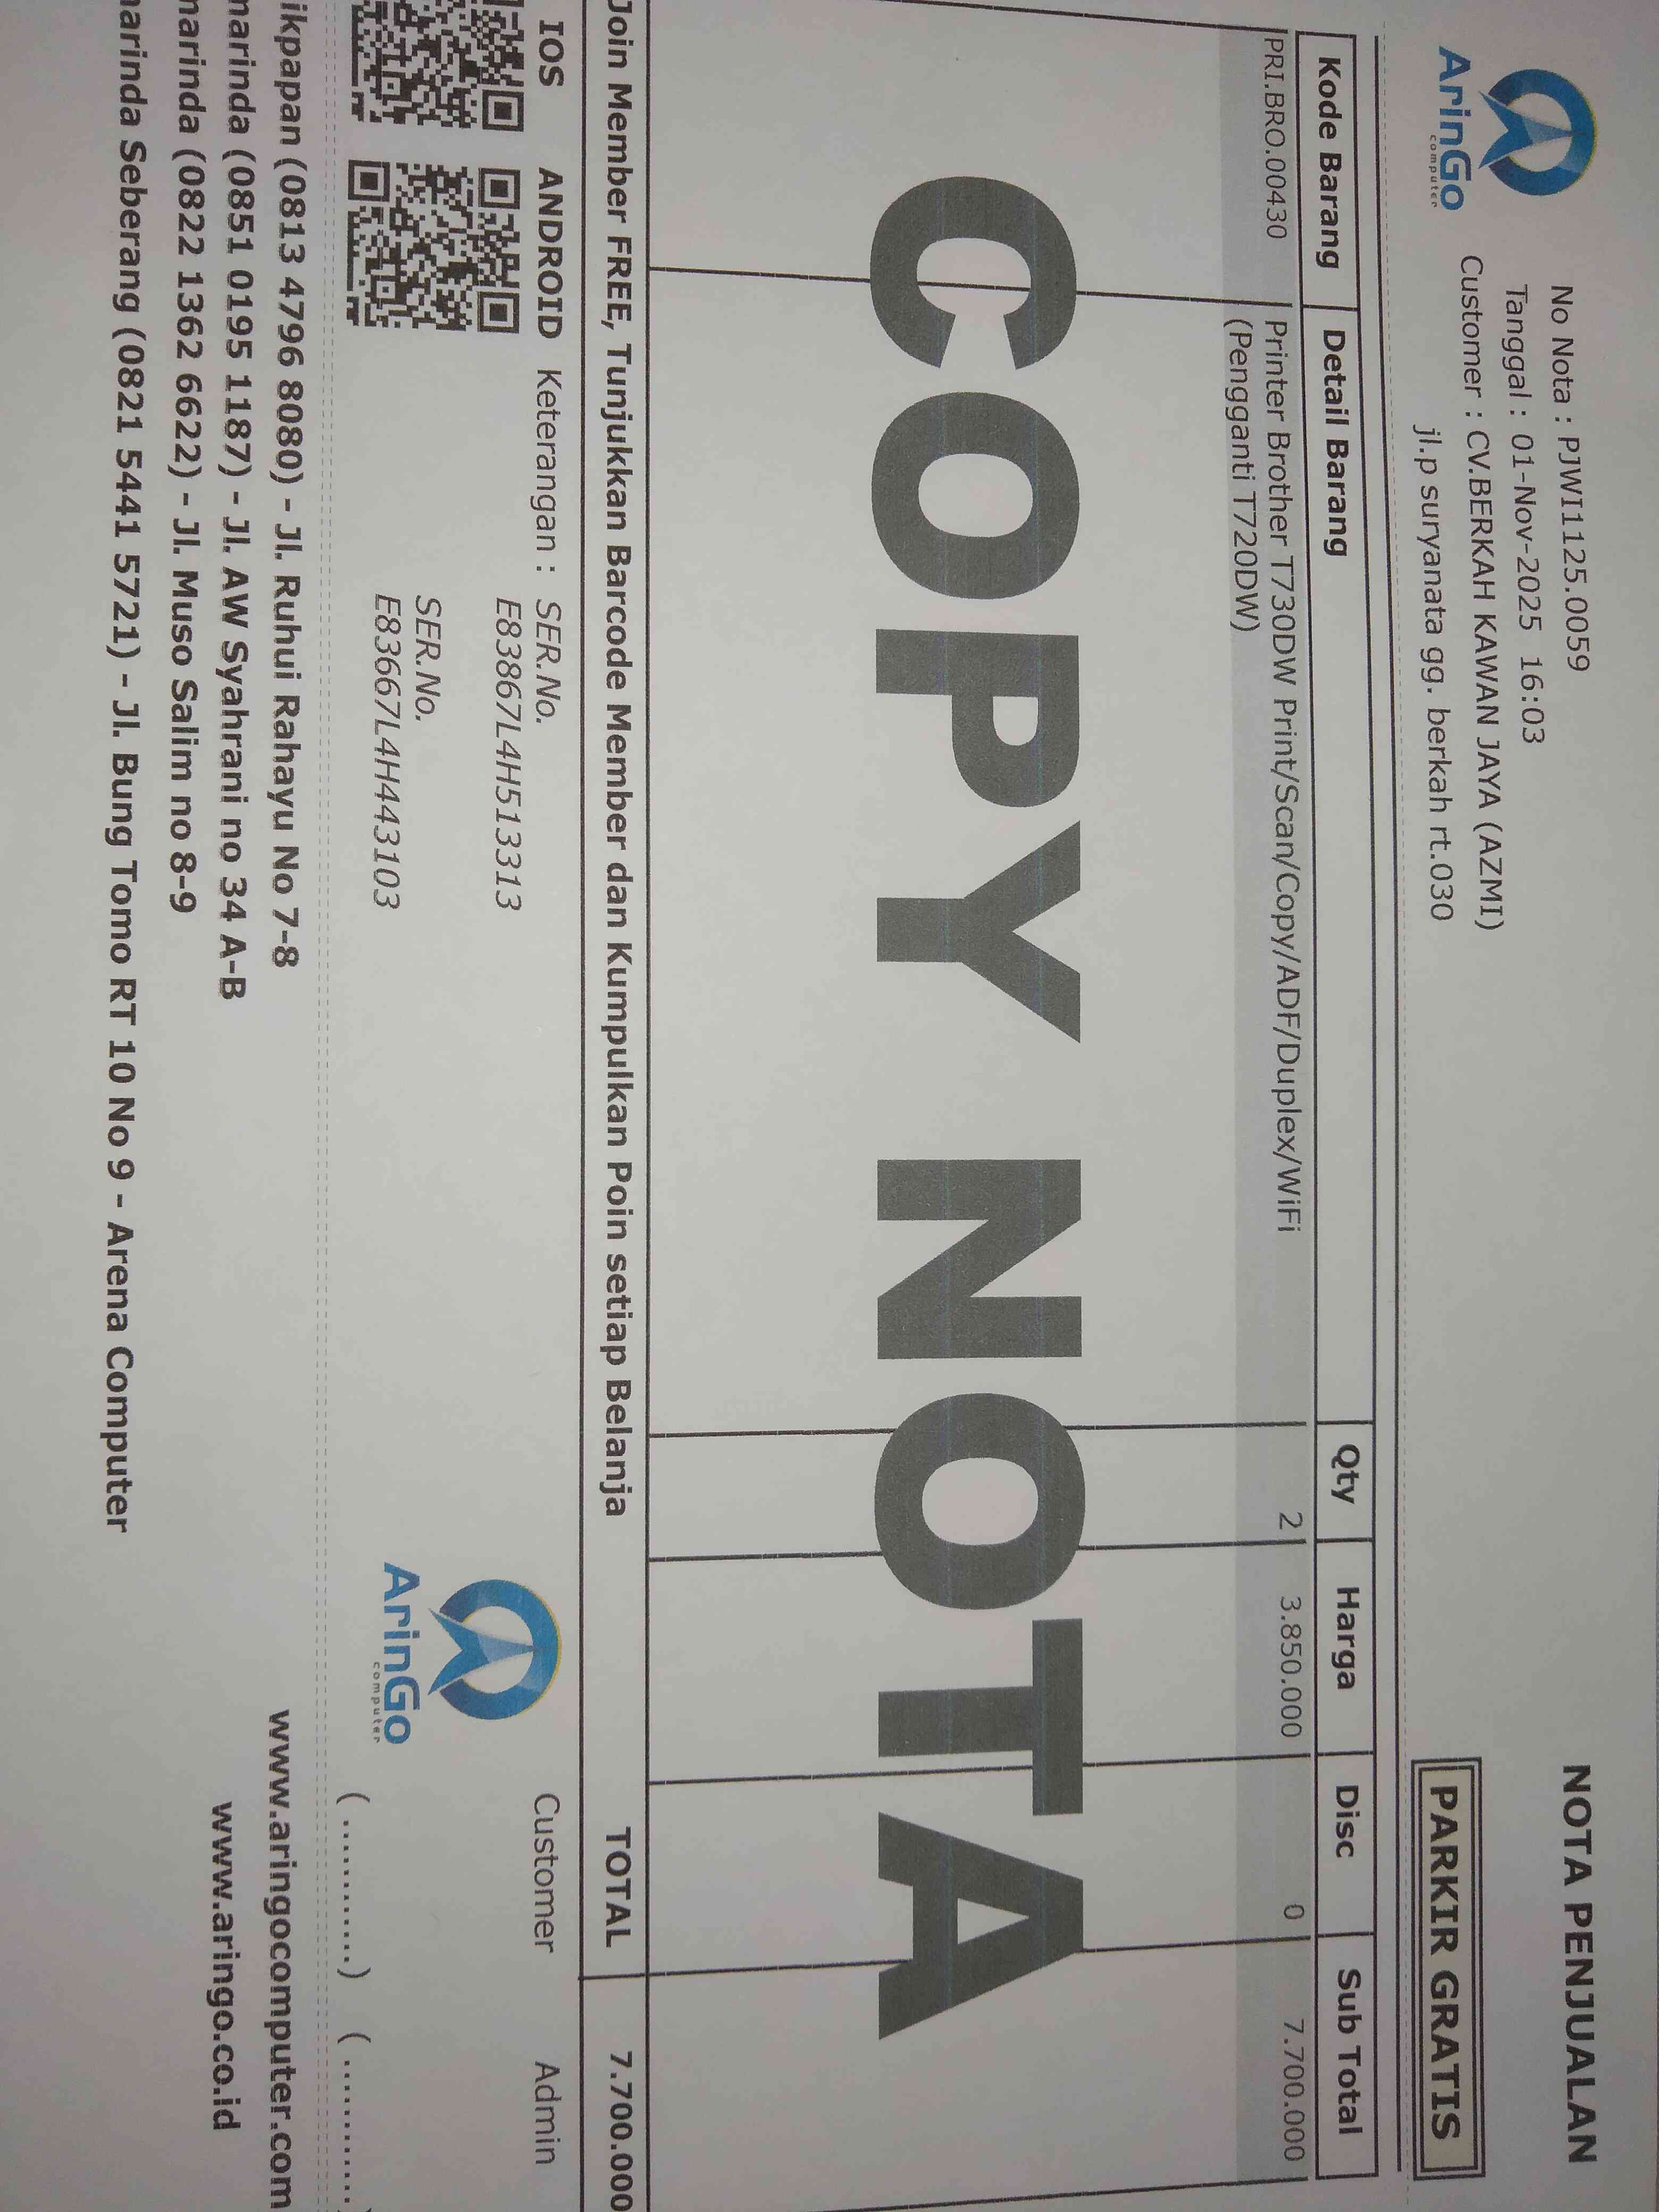 ArinGo
computer
NOTA PENJUALAN
No Nota : PJWI1125.0059
Tanggal : 01-Nov-2025 16:03
Customer : CV.BERKAH KAWAN JAYA (AZMI)
jl.p suryanata gg. berkah rt.030
PARKIR GRATIS
Kode Barang Detail Barang Qty Harga Disc Sub Total
PRI.BRO.00430 Printer Brother T730DW Print/Scan/Copy/ADF/Duplex/WiFi 2 3.850.000 0 7.700.000
(Pengganti T720DW)
COPY NOTA
Join Member FREE, Tunjukkan Barcode Member dan Kumpulkan Poin setiap Belanja TOTAL 7.700.000
IOS ANDROID Keterangan : SER.No. Customer Admin
E83867L4H513313
SER.No.
E83667L4H443103
ArinGo
computer
(...........) (...........)
ikpapan (0813 4796 8080) - Jl. Ruhui Rahayu No 7-8 www.aringocomputer.com
narinda (0851 0195 1187) - Jl. AW Syahrani no 34 A-B www.aringo.co.id
narinda (0822 1362 6622) - Jl. Muso Salim no 8-9
narinda Seberang (0821 5441 5721) - Jl. Bung Tomo RT 10 No 9 - Arena Computer